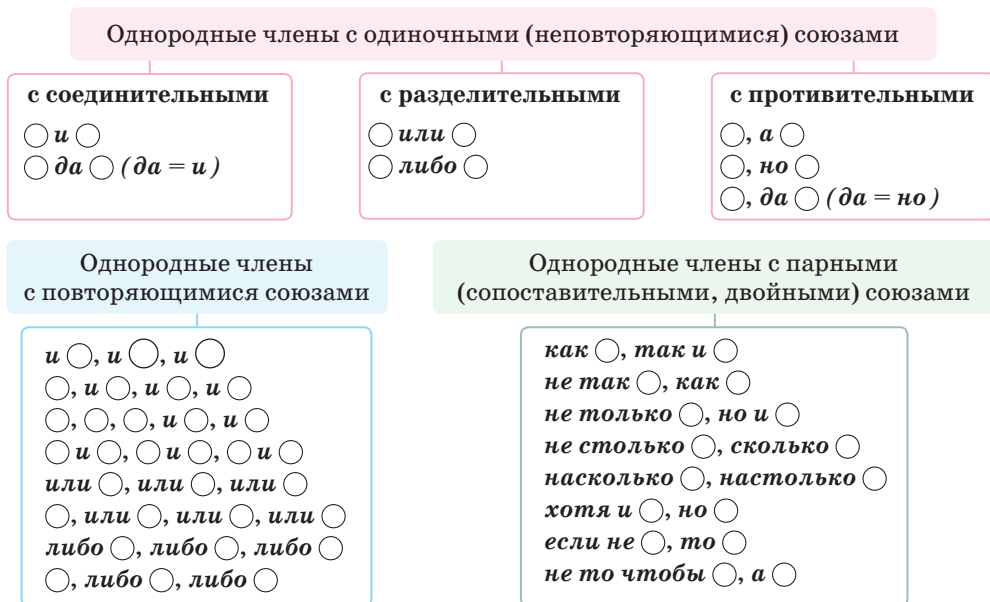 Однородные члены с одиночными (неповторяющимися) союзами
с соединительными
◯ и ◯
◯ да ◯ (да = и)
с разделительными
◯ или ◯
◯ либо ◯
с противительными
◯, а ◯
◯, но ◯
◯, да ◯ (да = но)
Однородные члены
с повторяющимися союзами
и ◯, и ◯, и ◯
◯, и ◯, и ◯, и ◯
◯, ◯, ◯, и ◯, и ◯
◯ и ◯, ◯ и ◯, ◯ и ◯
или ◯, или ◯, или ◯
◯, или ◯, или ◯, или ◯
либо ◯, либо ◯, либо ◯
◯, либо ◯, либо ◯
Однородные члены с парными
(сопоставительными, двойными) союзами
как ◯, так и ◯
не так ◯, как ◯
не только ◯, но и ◯
не столько ◯, сколько ◯
насколько ◯, настолько ◯
хотя и ◯, но ◯
если не ◯, то ◯
не то чтобы ◯, а ◯